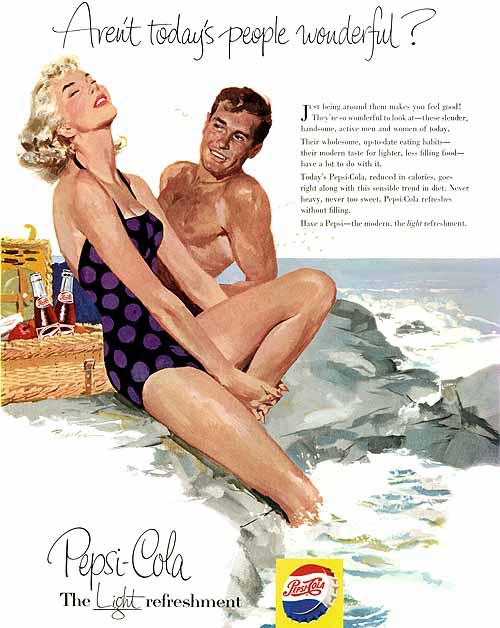 Aren't today's people wonderful?
JUST being around them makes you feel good!
They're so wonderful to look at—these slender,
handsome, active men and women of today.
Their wholesome, up-to-date eating habits—
their modern taste for lighter, less filling food—
have a lot to do with it.
Today's Pepsi-Cola, reduced in calories, goes
right along with this sensible trend in diet. Never
heavy, never too sweet, Pepsi-Cola refreshes
without filling.
Have a Pepsi—the modern, the light refreshment.
Pepsi-Cola
The Light refreshment
PEPSI-COLA